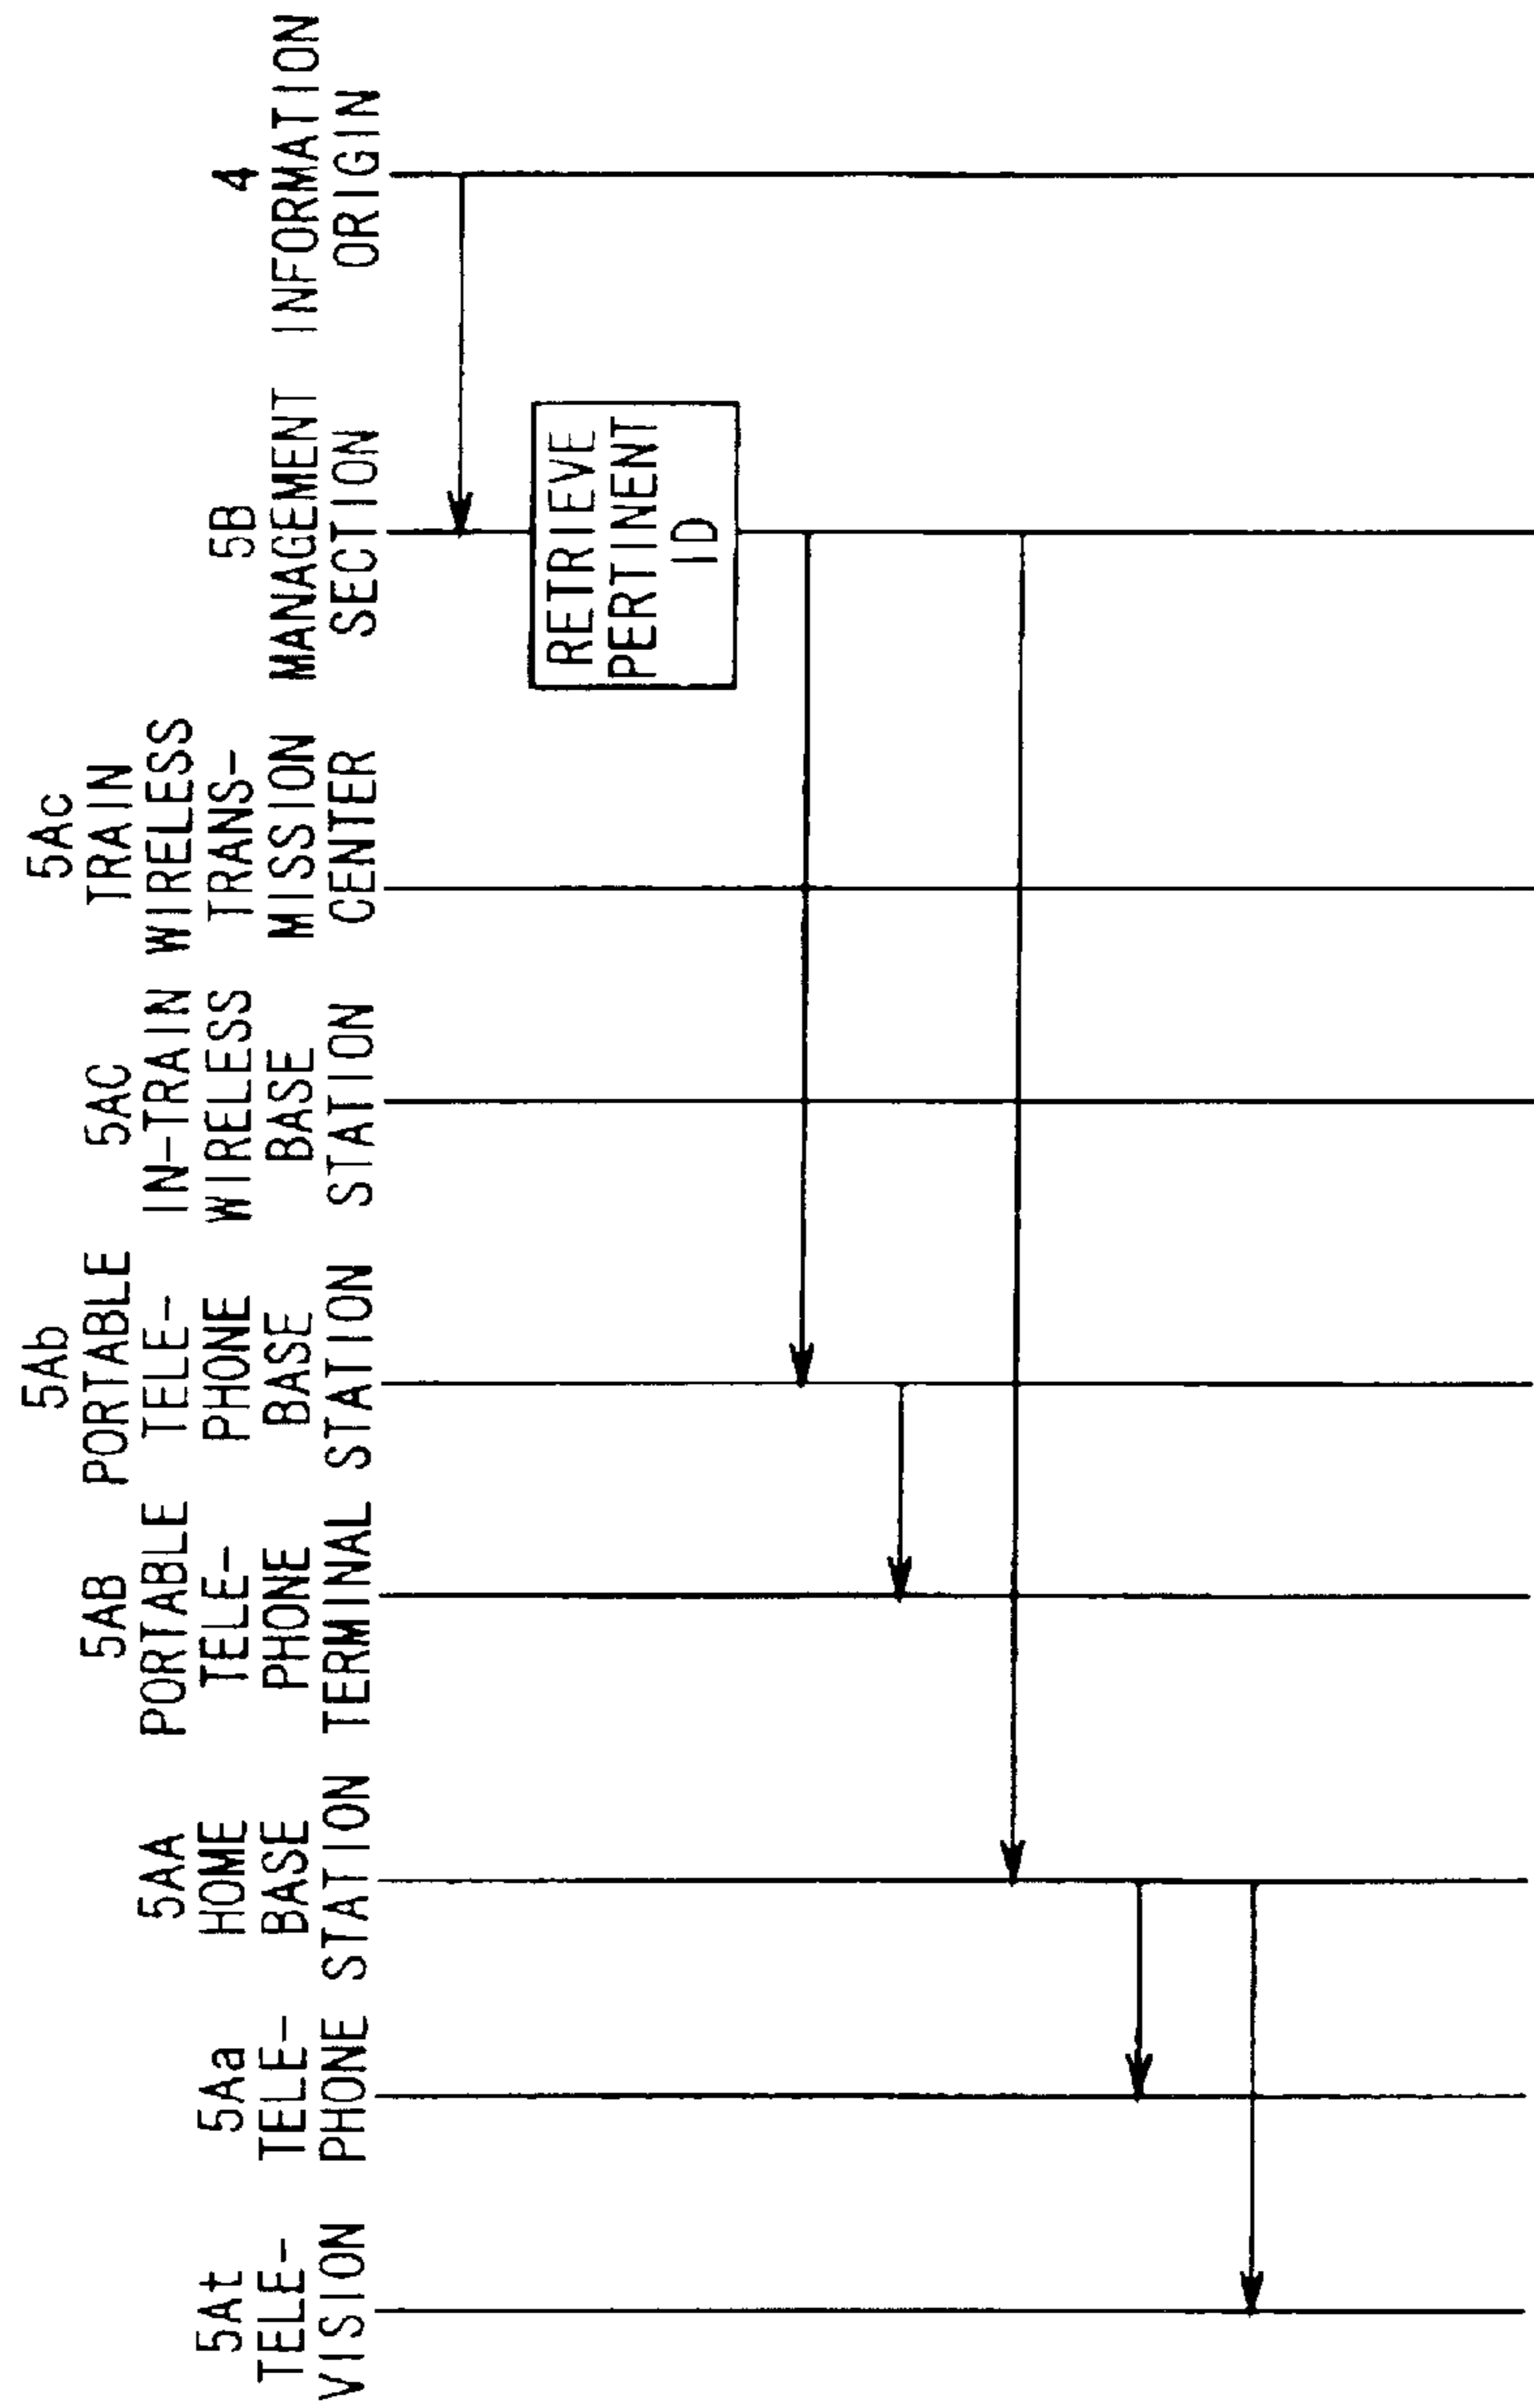 5At
TELE-
VISION
5Aa
TELE-
PHONE
5AA
HOME
BASE
STATION
5AB
PORTABLE
TELE-
PHONE
TERMINAL
5Ab
PORTABLE
TELE-
PHONE
BASE
STATION
5AC
IN-TRAIN
WIRELESS
BASE
STATION
5Ac
TRAIN
WIRELESS
TRANS-
MISSION
CENTER
5B
MANAGEMENT
SECTION
4
INFORMATION
ORIGIN
RETRIEVE
PERTINENT
ID